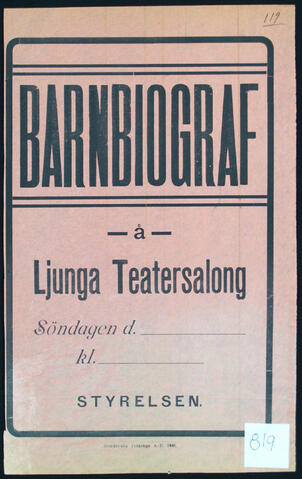 119
BARNBIOGRAF
— å —
Ljunga Teatersalong
Söndagen d.
kl.
STYRELSEN.
819